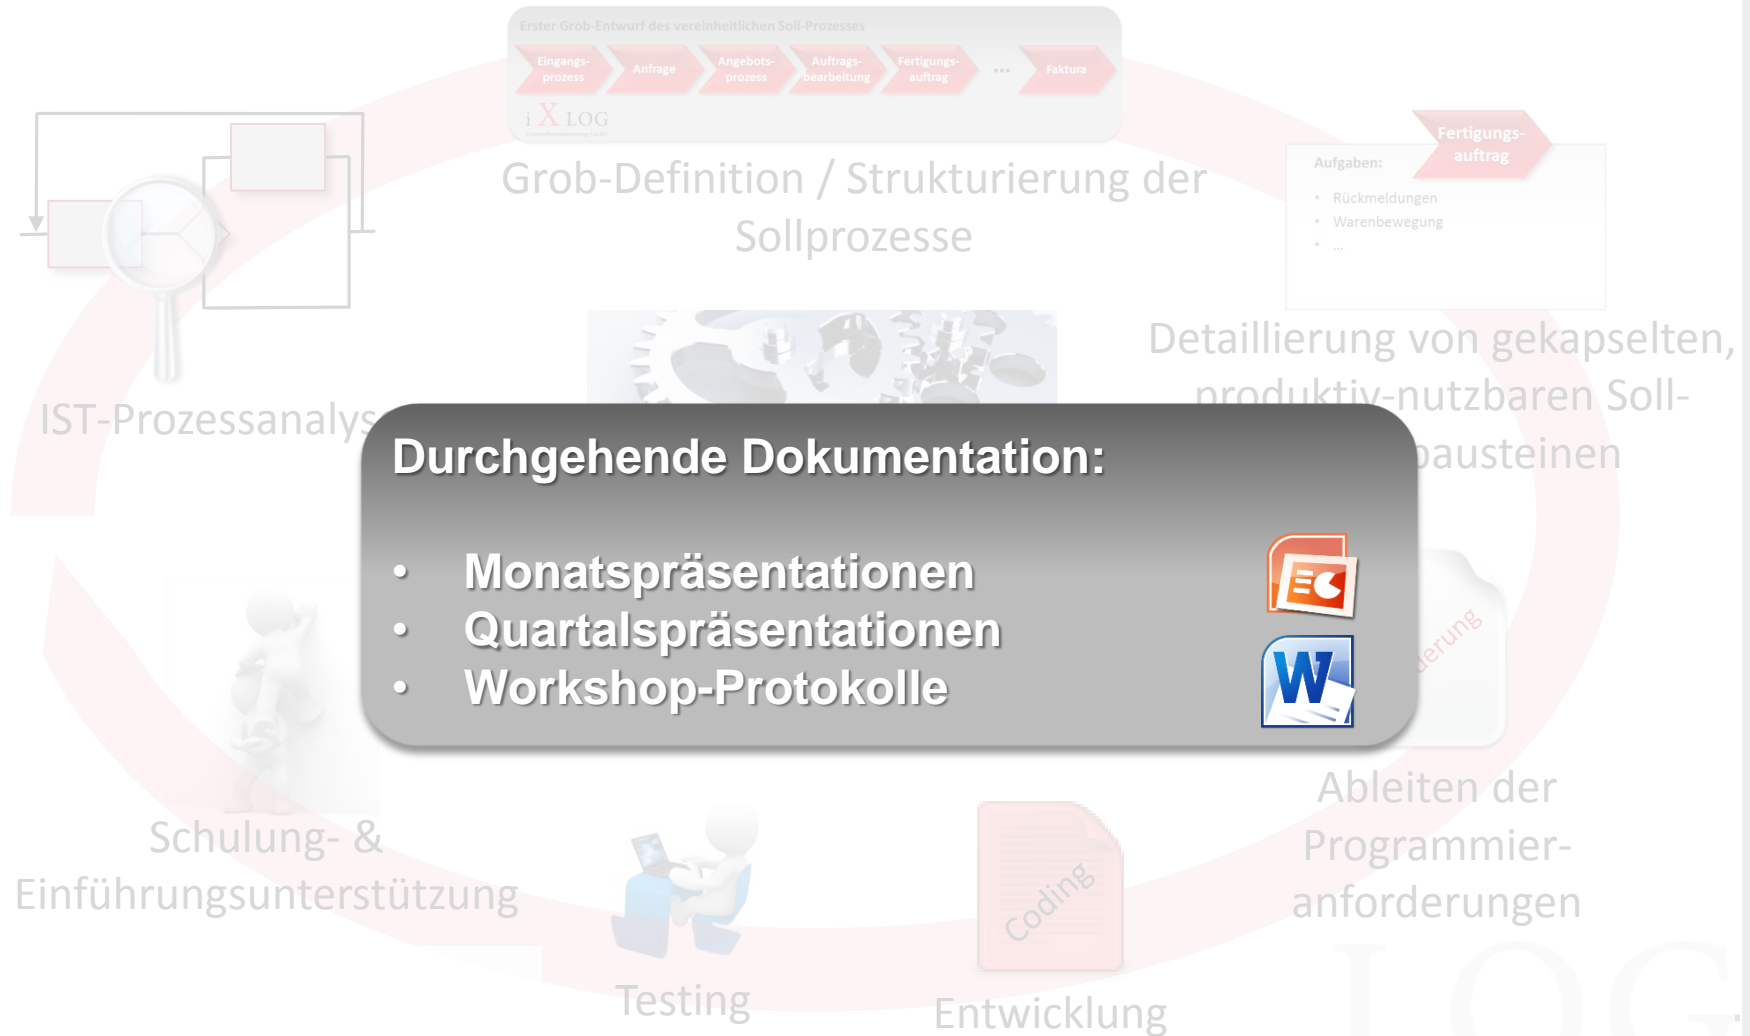 Erster Grob-Entwurf des vereinheitlichen Soll-Prozesses
Eingangs-
prozess
Anfrage
Angebots-
prozess
Auftrags-
bearbeitung
Fertigungs-
auftrag
...
Faktura
i X LOG
Grob-Definition / Strukturierung der
Sollprozesse
Fertigungs-
auftrag
Aufgaben:
• Rückmeldungen
• Warenbewegung
• ...
Detaillierung von gekapselten,
produktiv-nutzbaren Soll-
bausteinen
IST-Prozessanalys
Durchgehende Dokumentation:
• Monatspräsentationen
• Quartalspräsentationen
• Workshop-Protokolle
W
derung
Ableiten der
Programmier-
anforderungen
Schulung- &
Einführungsunterstützung
Coding
Testing
Entwicklung
LOG